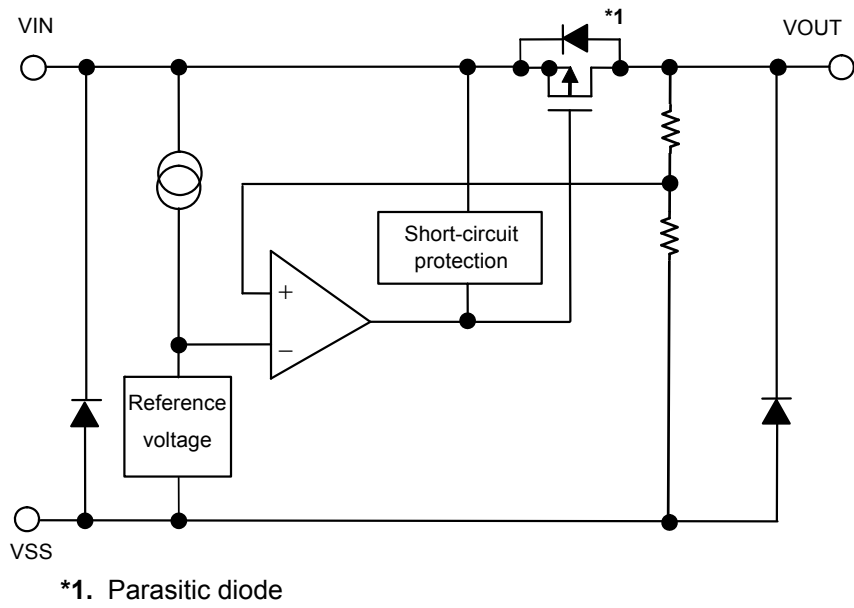 *1
VIN
VOUT
Short-circuit
protection
+
−
Reference
voltage
VSS
*1. Parasitic diode